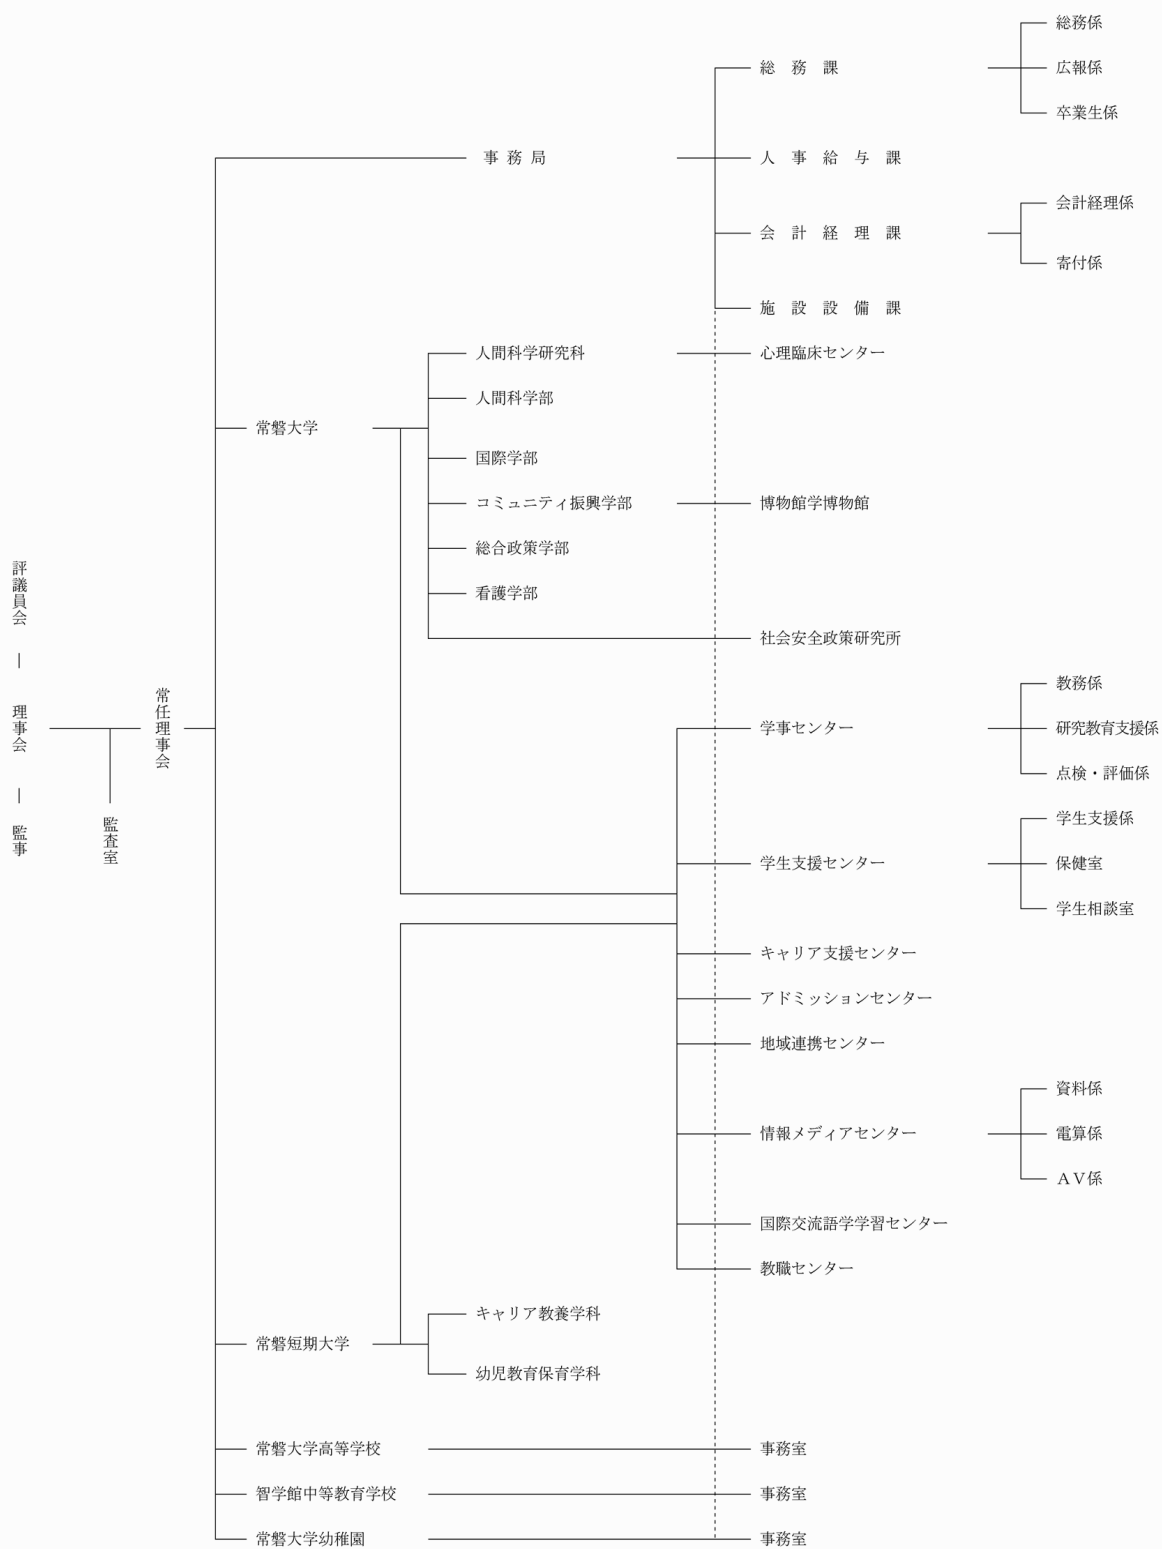 評議員会
理事会
監事
監査室
常任理事会
事務局
総務課
総務係
広報係
卒業生係
人事給与課
会計経理課
会計経理係
寄付係
施設設備課
常磐大学
人間科学研究科
心理臨床センター
人間科学部
国際学部
コミュニティ振興学部
博物館学博物館
総合政策学部
看護学部
社会安全政策研究所
学事センター
教務係
研究教育支援係
点検・評価係
学生支援センター
学生支援係
保健室
学生相談室
キャリア支援センター
アドミッションセンター
地域連携センター
情報メディアセンター
資料係
電算係
AV係
国際交流語学学習センター
教職センター
常磐短期大学
キャリア教養学科
幼児教育保育学科
常磐大学高等学校
事務室
智学館中等教育学校
事務室
常磐大学幼稚園
事務室